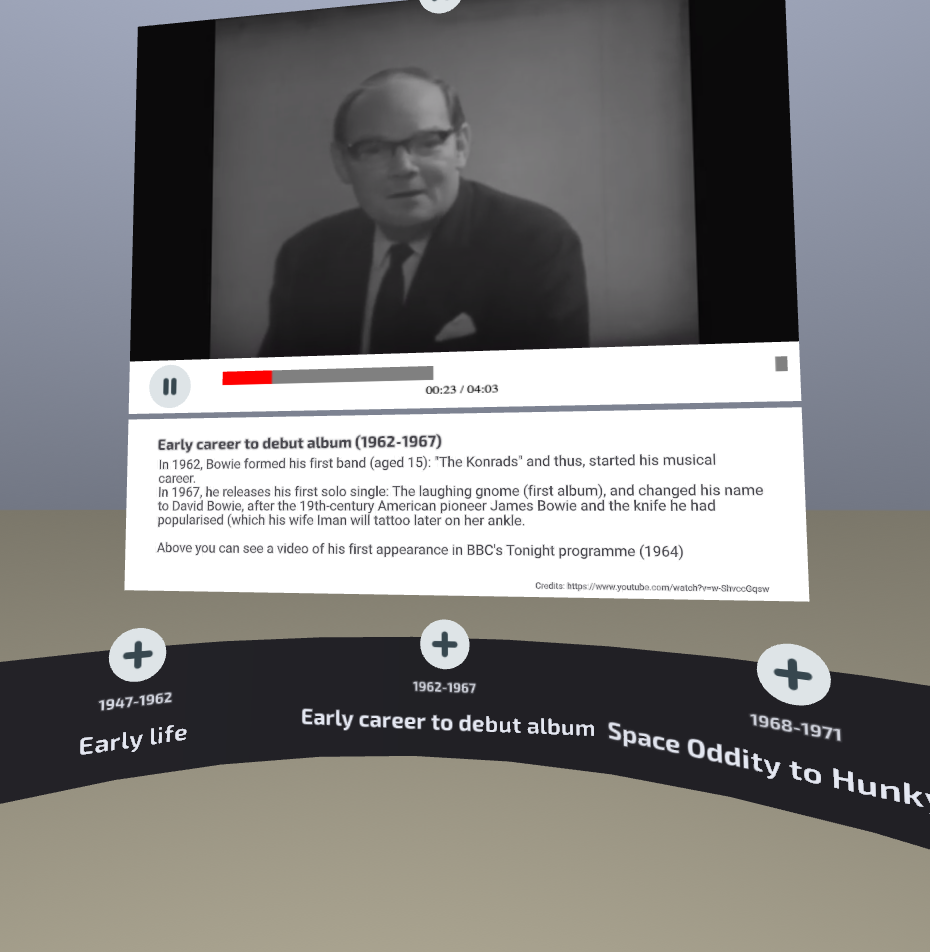 00:23 / 04:03
Early career to debut album (1962-1967)
In 1962, Bowie formed his first band (aged 15): "The Konrads" and thus, started his musical
career.
In 1967, he releases his first solo single: The laughing gnome (first album), and changed his name
to David Bowie, after the 19th-century American pioneer James Bowie and the knife he had
popularised (which his wife Iman will tattoo later on her ankle.
Above you can see a video of his first appearance in BBC's Tonight programme (1964)
Credits: https://www.youtube.com/watch?v=w-ShvccGqsw
1947-1962
Early life
1962-1967
Early career to debut album
1968-1971
Space Oddity to Hunky